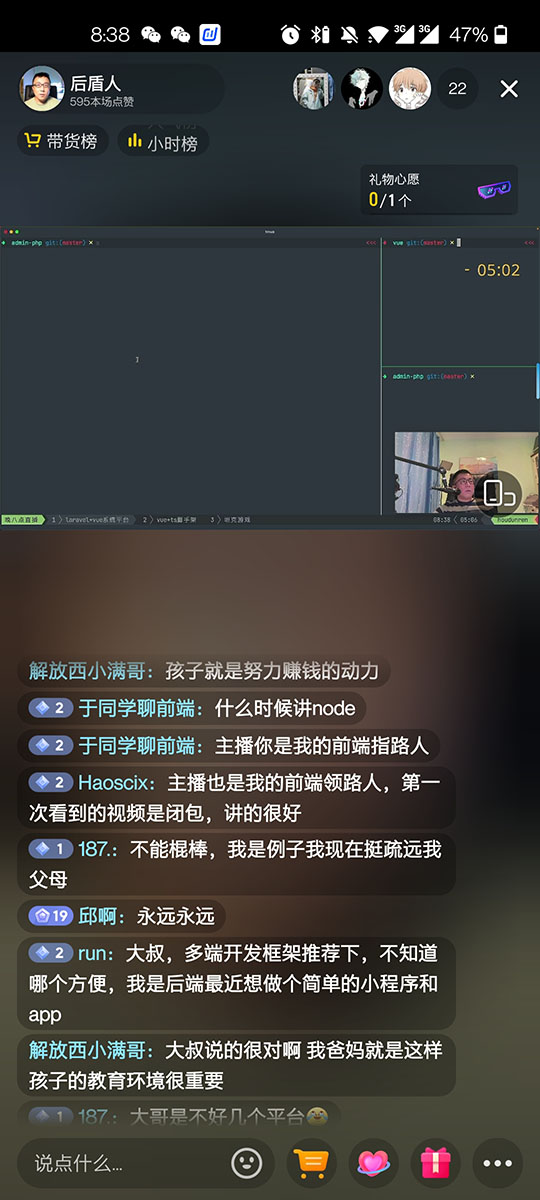 8:38 3G 3G 47%
后盾人
595本场点赞
22
带货榜
小时榜
礼物心愿
0/1个
tmux
admin-php git:(master) ×
vue git:(master) ×
- 05:02
admin-php git:(master) ×
晚八点直播 1 laravel+vue系统平台 2 vue+ts脚手架 3 坦克游戏 08:38 05:06 houdunren
解放西小满哥：孩子就是努力赚钱的动力
2 于同学聊前端：什么时候讲node
2 于同学聊前端：主播你是我的前端指路人
2 Haoscix：主播也是我的前端领路人，第一
次看到的视频是闭包，讲的很好
1 187.：不能棍棒，我是例子我现在挺疏远我
父母
19 邱啊：永远永远
2 run：大叔，多端开发框架推荐下，不知道
哪个方便，我是后端最近想做个简单的小程序和
app
解放西小满哥：大叔说的很对啊 我爸妈就是这样
孩子的教育环境很重要
1 187.：大哥是不好几个平台
说点什么...